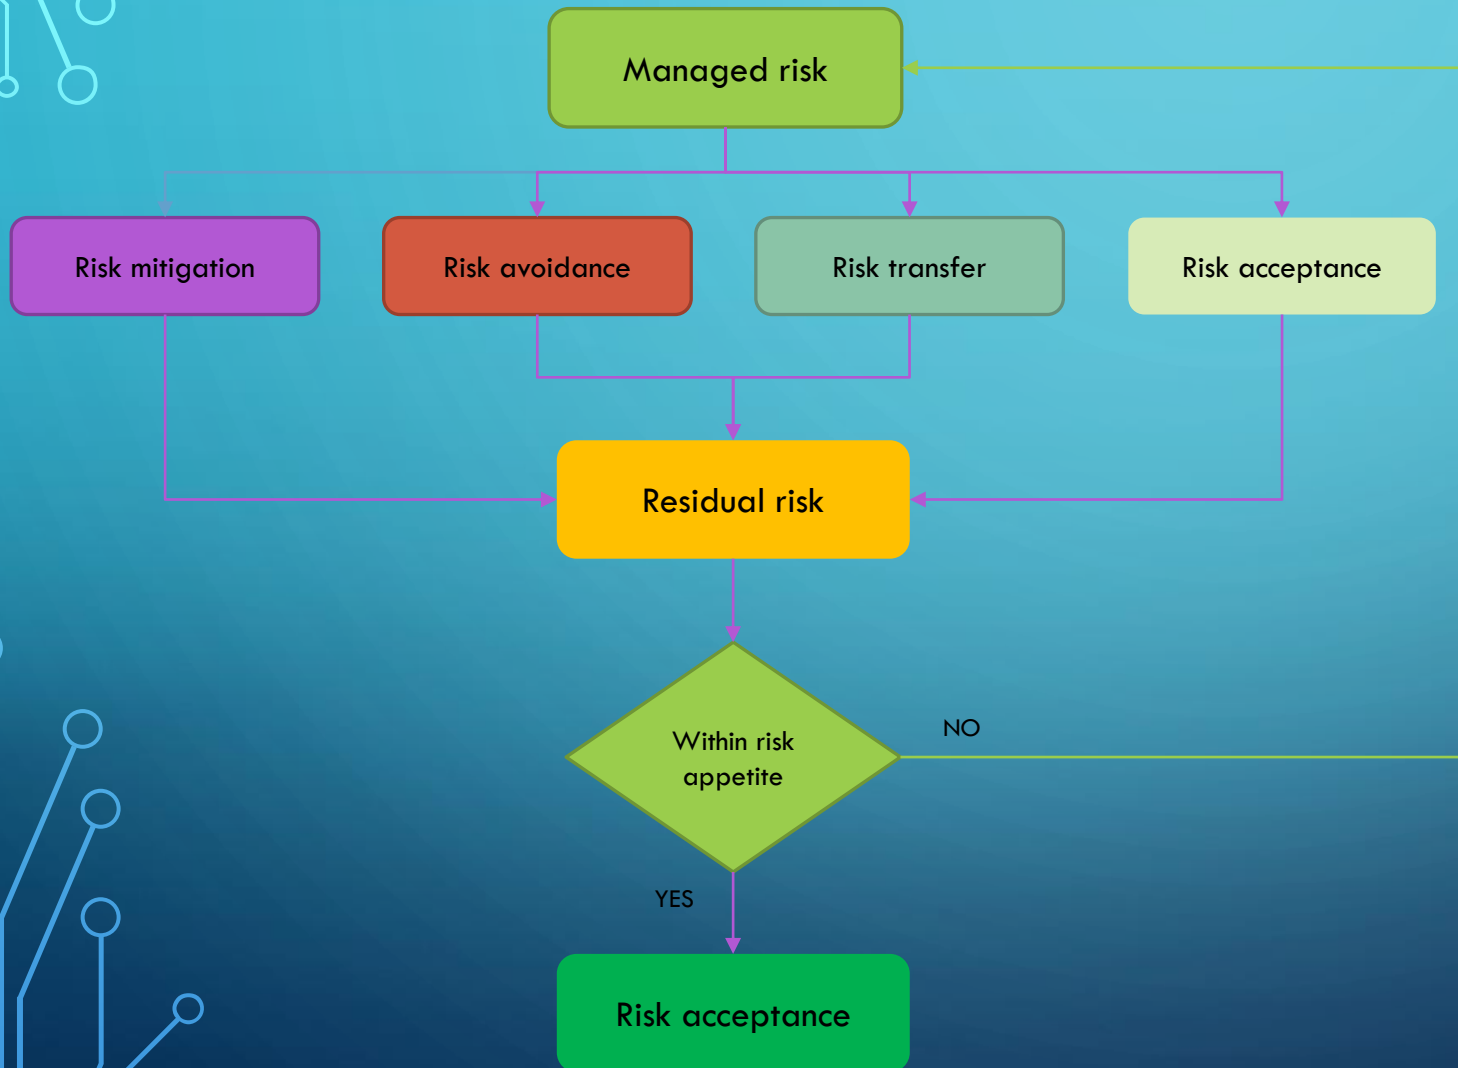 Managed risk
Risk mitigation
Risk avoidance
Risk transfer
Risk acceptance
Residual risk
Within risk
appetite
NO
YES
Risk acceptance